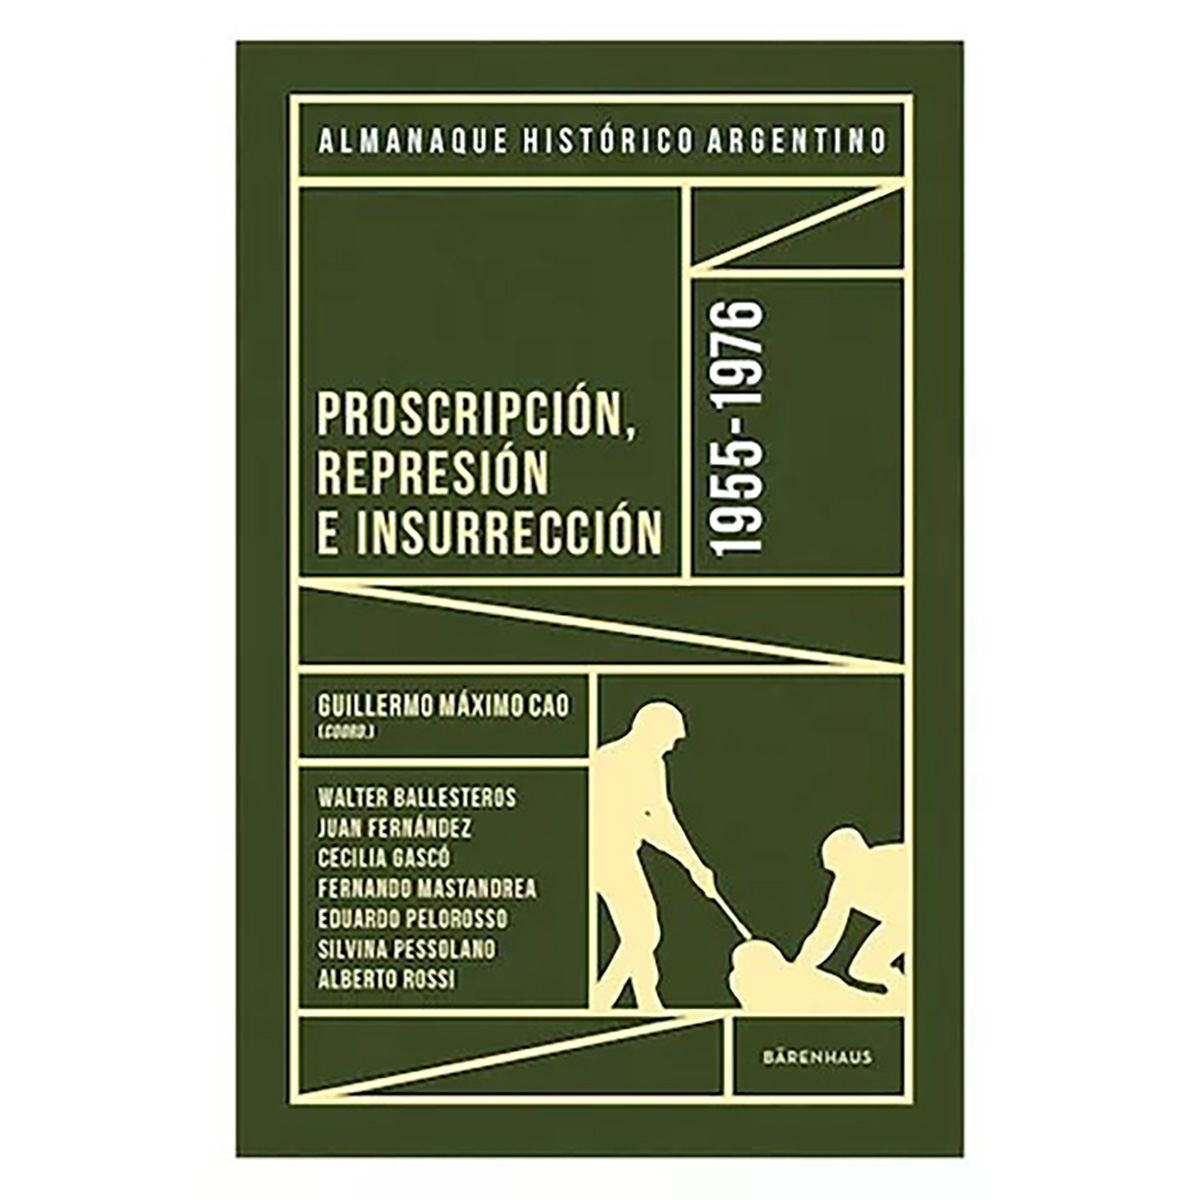 ALMANAQUE HISTÓRICO ARGENTINO
PROSCRIPCIÓN,
REPRESIÓN
E INSURRECCIÓN
1955-1976
GUILLERMO MÁXIMO CAO
(COORD.)
WALTER BALLESTEROS
JUAN FERNÁNDEZ
CECILIA GASCÓ
FERNANDO MASTANDREA
EDUARDO PELOROSSO
SILVINA PESSOLANO
ALBERTO ROSSI
BÄRENHAUS